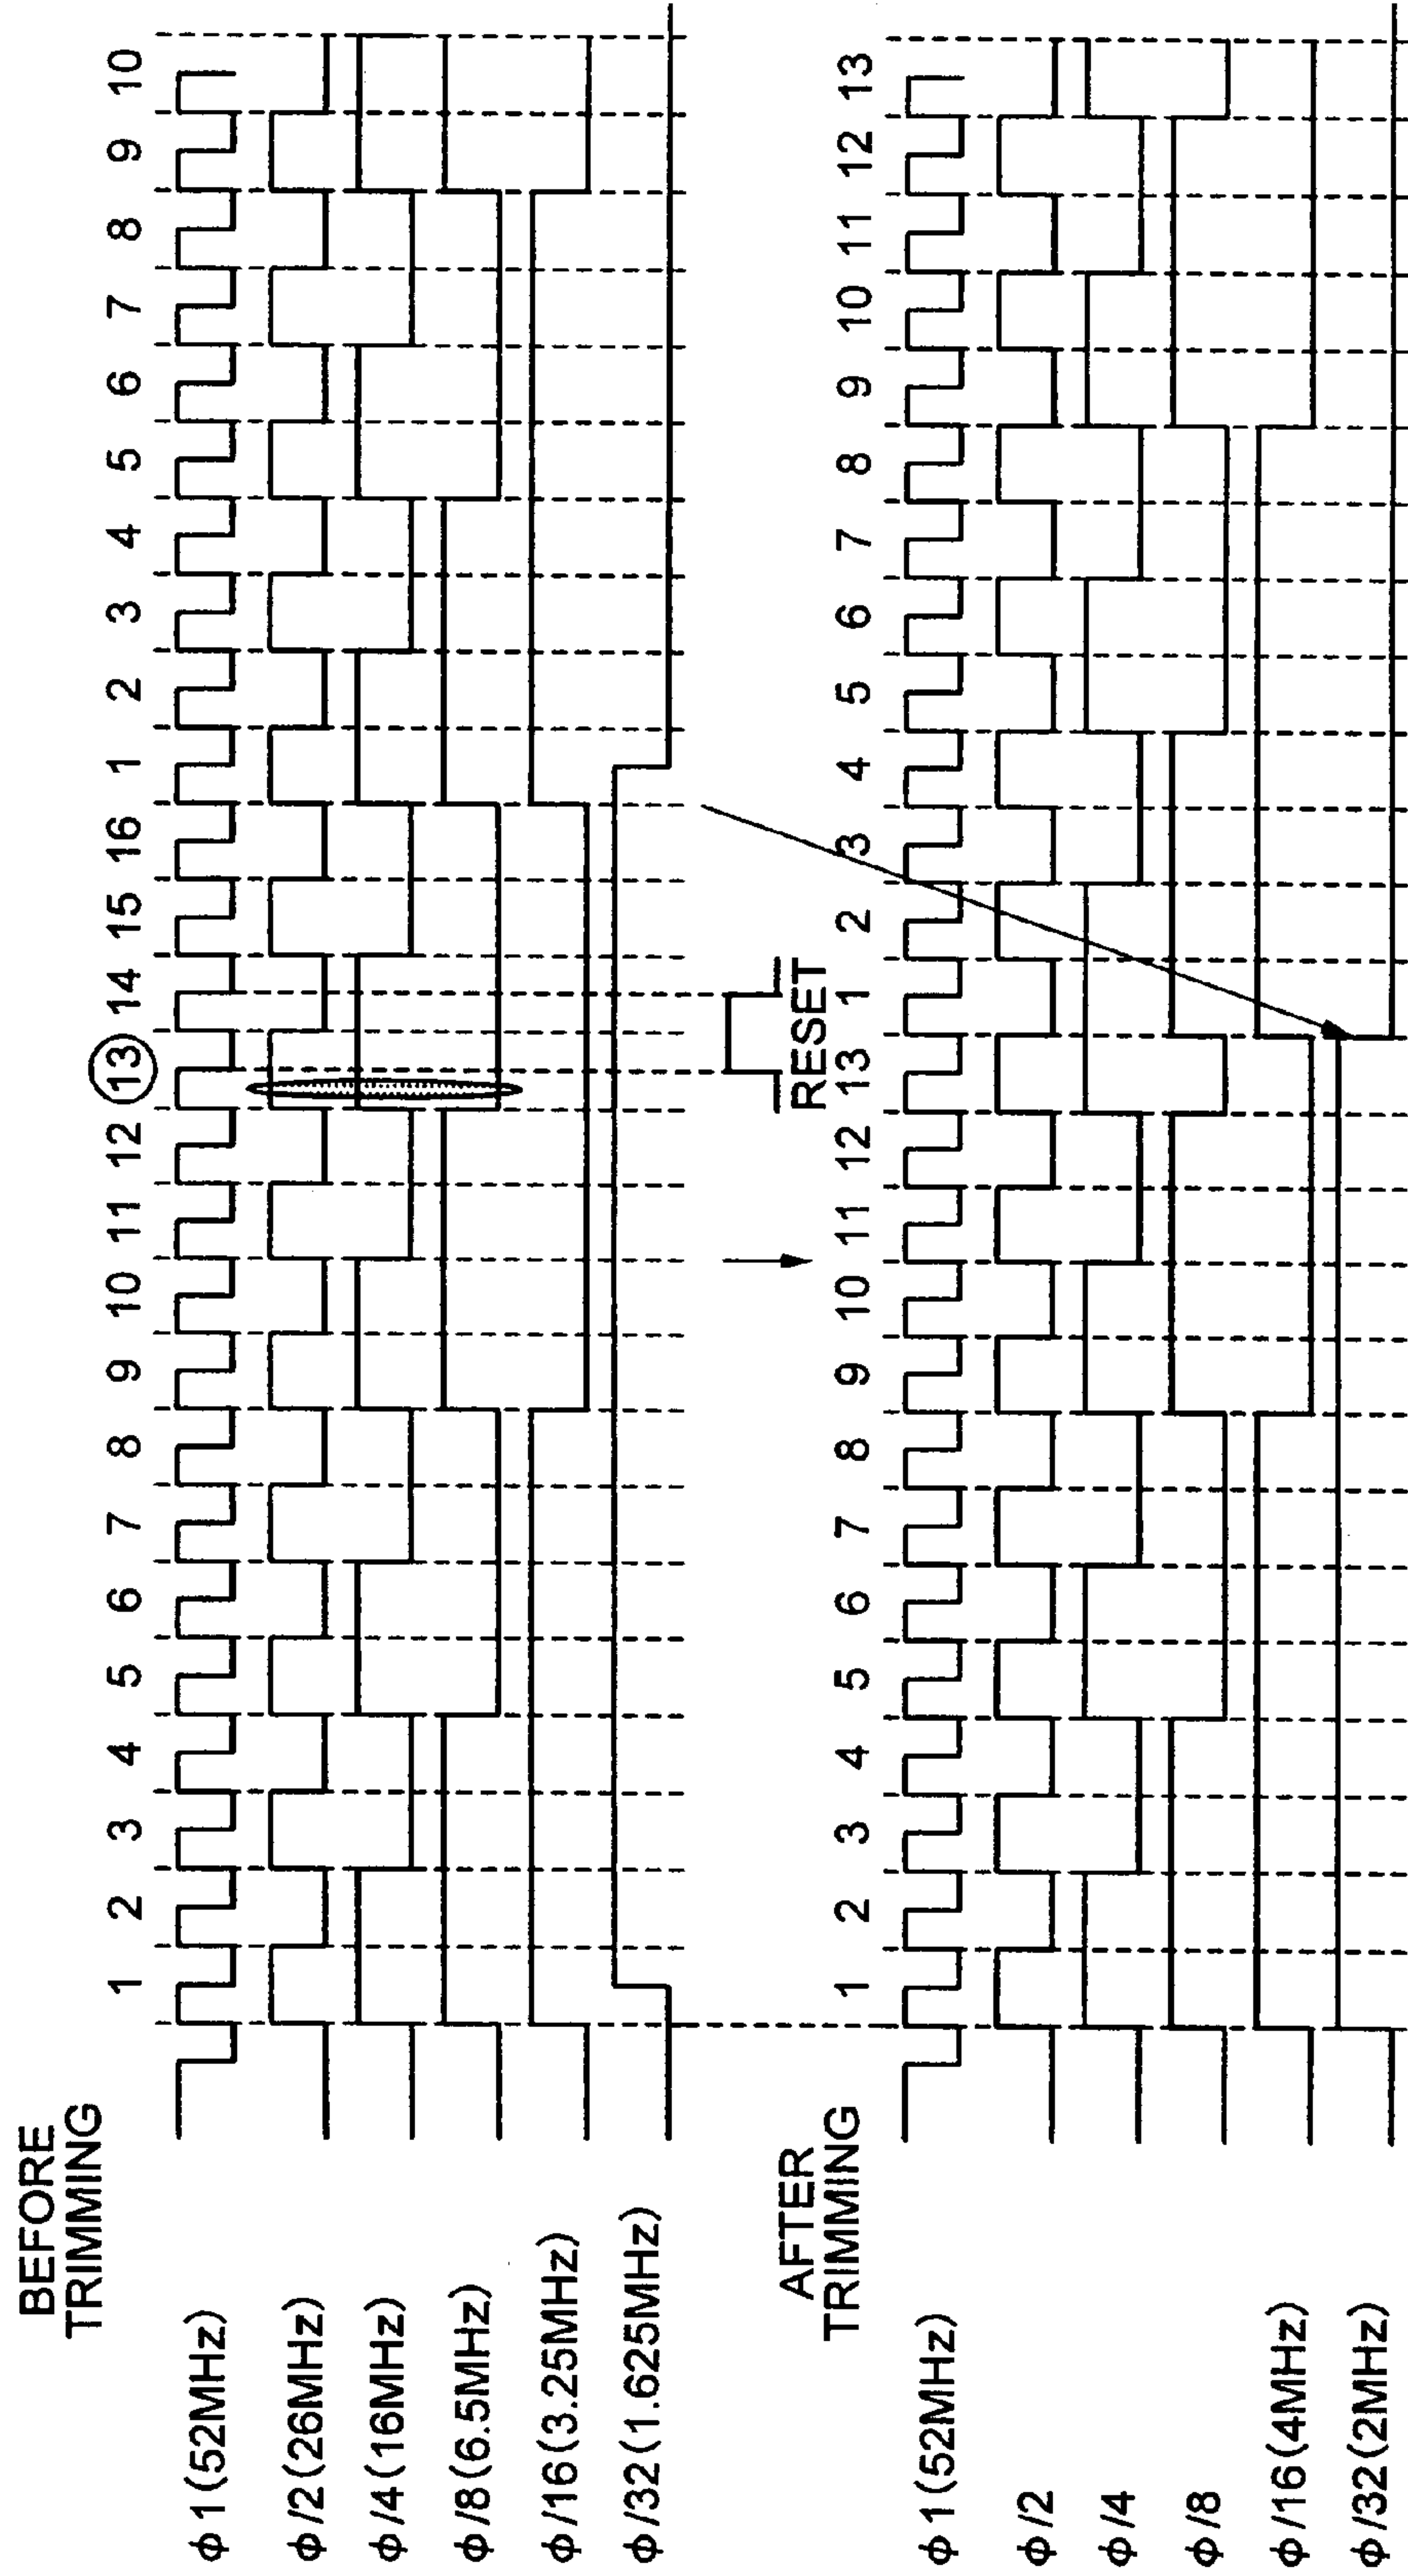 BEFORE
TRIMMING
1 2 3 4 5 6 7 8 9 10 11 12 13 14 15 16 1 2 3 4 5 6 7 8 9 10
φ1(52MHz)
φ/2(26MHz)
φ/4(16MHz)
φ/8(6.5MHz)
φ/16(3.25MHz)
φ/32(1.625MHz)
RESET
AFTER
TRIMMING
1 2 3 4 5 6 7 8 9 10 11 12 13 1 2 3 4 5 6 7 8 9 10 11 12 13
φ1(52MHz)
φ/2
φ/4
φ/8
φ/16(4MHz)
φ/32(2MHz)